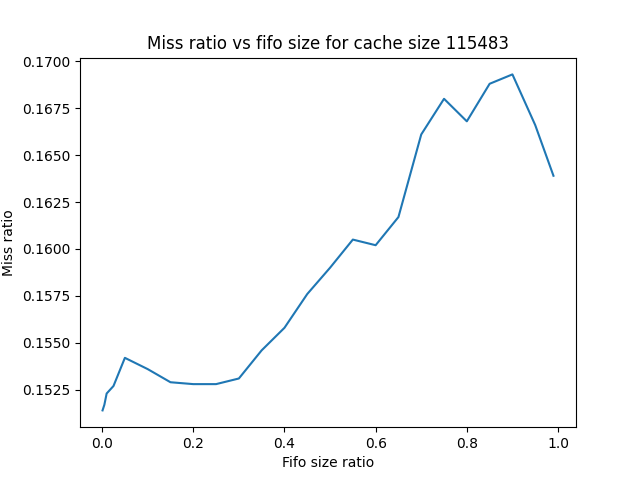 Miss ratio vs fifo size for cache size 115483
0.1700
0.1675
0.1650
0.1625
0.1600
0.1575
0.1550
0.1525
Miss ratio
0.0 0.2 0.4 0.6 0.8 1.0
Fifo size ratio